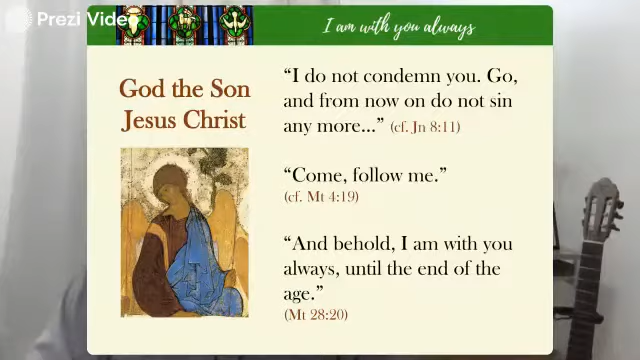 Prezi Video
I am with you always
God the Son
Jesus Christ
“I do not condemn you. Go,
and from now on do not sin
any more...” (cf. Jn 8:11)
“Come, follow me.”
(cf. Mt 4:19)
“And behold, I am with you
always, until the end of the
age.”
(Mt 28:20)